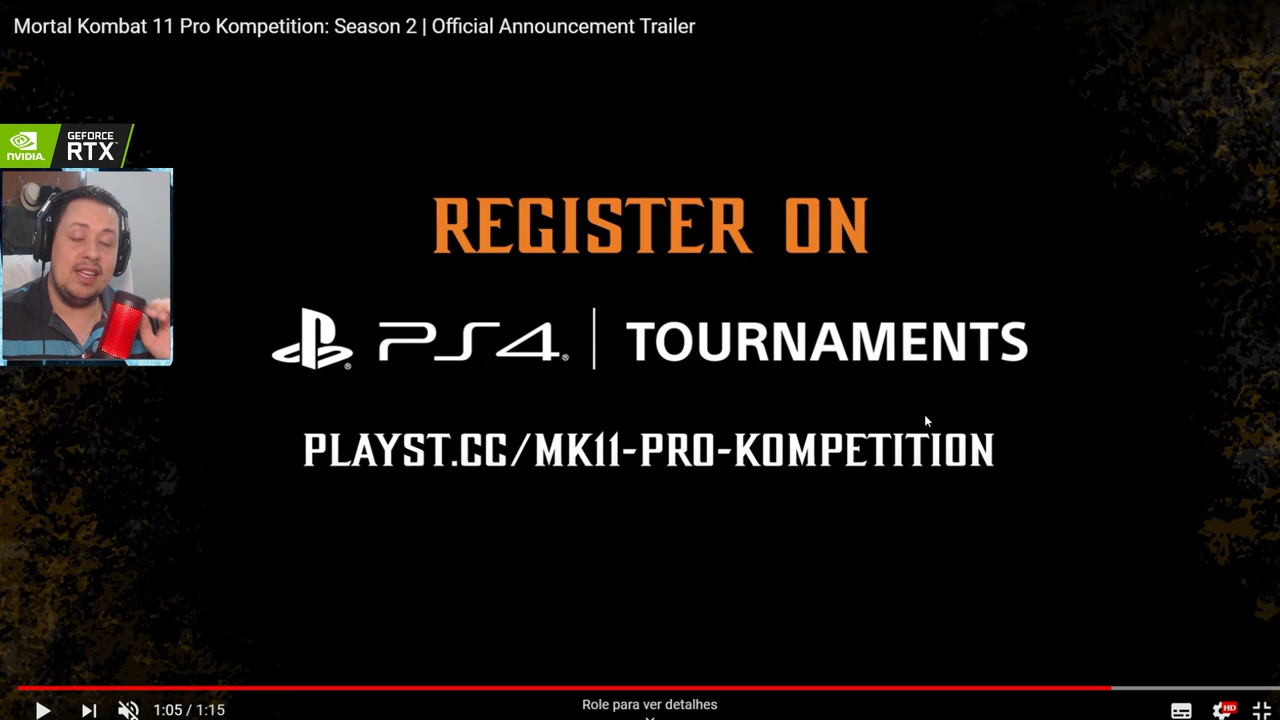 Mortal Kombat 11 Pro Kompetition: Season 2 | Official Announcement Trailer
NVIDIA.
GEFORCE
RTX
REGISTER ON
PS4® | TOURNAMENTS
PLAYST.CC/MK11-PRO-KOMPETITION
1:05 / 1:15
Role para ver detalhes
HD